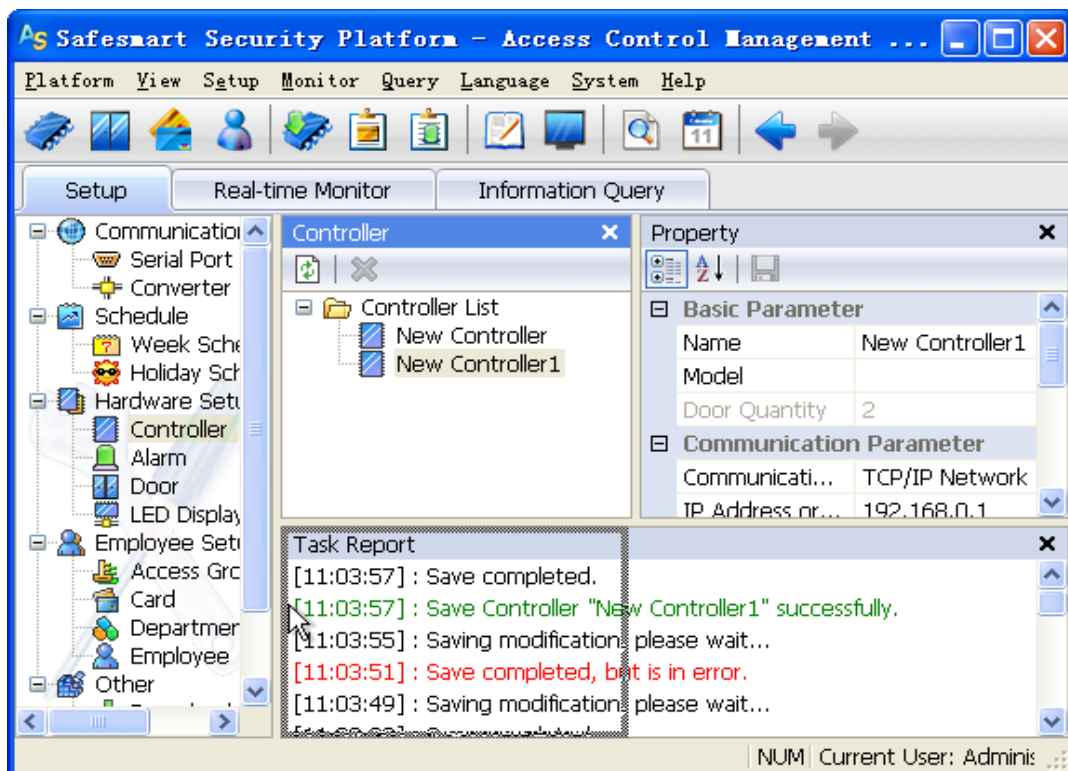 AS Safesmart Security Platform - Access Control Management ...
Platform View Setup Monitor Query Language System Help
11
Setup Real-time Monitor Information Query
Communication
Serial Port
Converter
Schedule
7 Week Sche
Holiday Sch
Hardware Setu
Controller
Alarm
Door
LED Display
Employee Setu
Access Gro
Card
Departmen
Employee
Other
Controller
Controller List
New Controller
New Controller1
Property
A Z
Basic Parameter
Name New Controller1
Model
Door Quantity 2
Communication Parameter
Communicati... TCP/IP Network
IP Address or... 192.168.0.1
Task Report
[11:03:57] : Save completed.
[11:03:57] : Save Controller "New Controller1" successfully.
[11:03:55] : Saving modification, please wait...
[11:03:51] : Save completed, but is in error.
[11:03:49] : Saving modification, please wait...
NUM Current User: Adminis